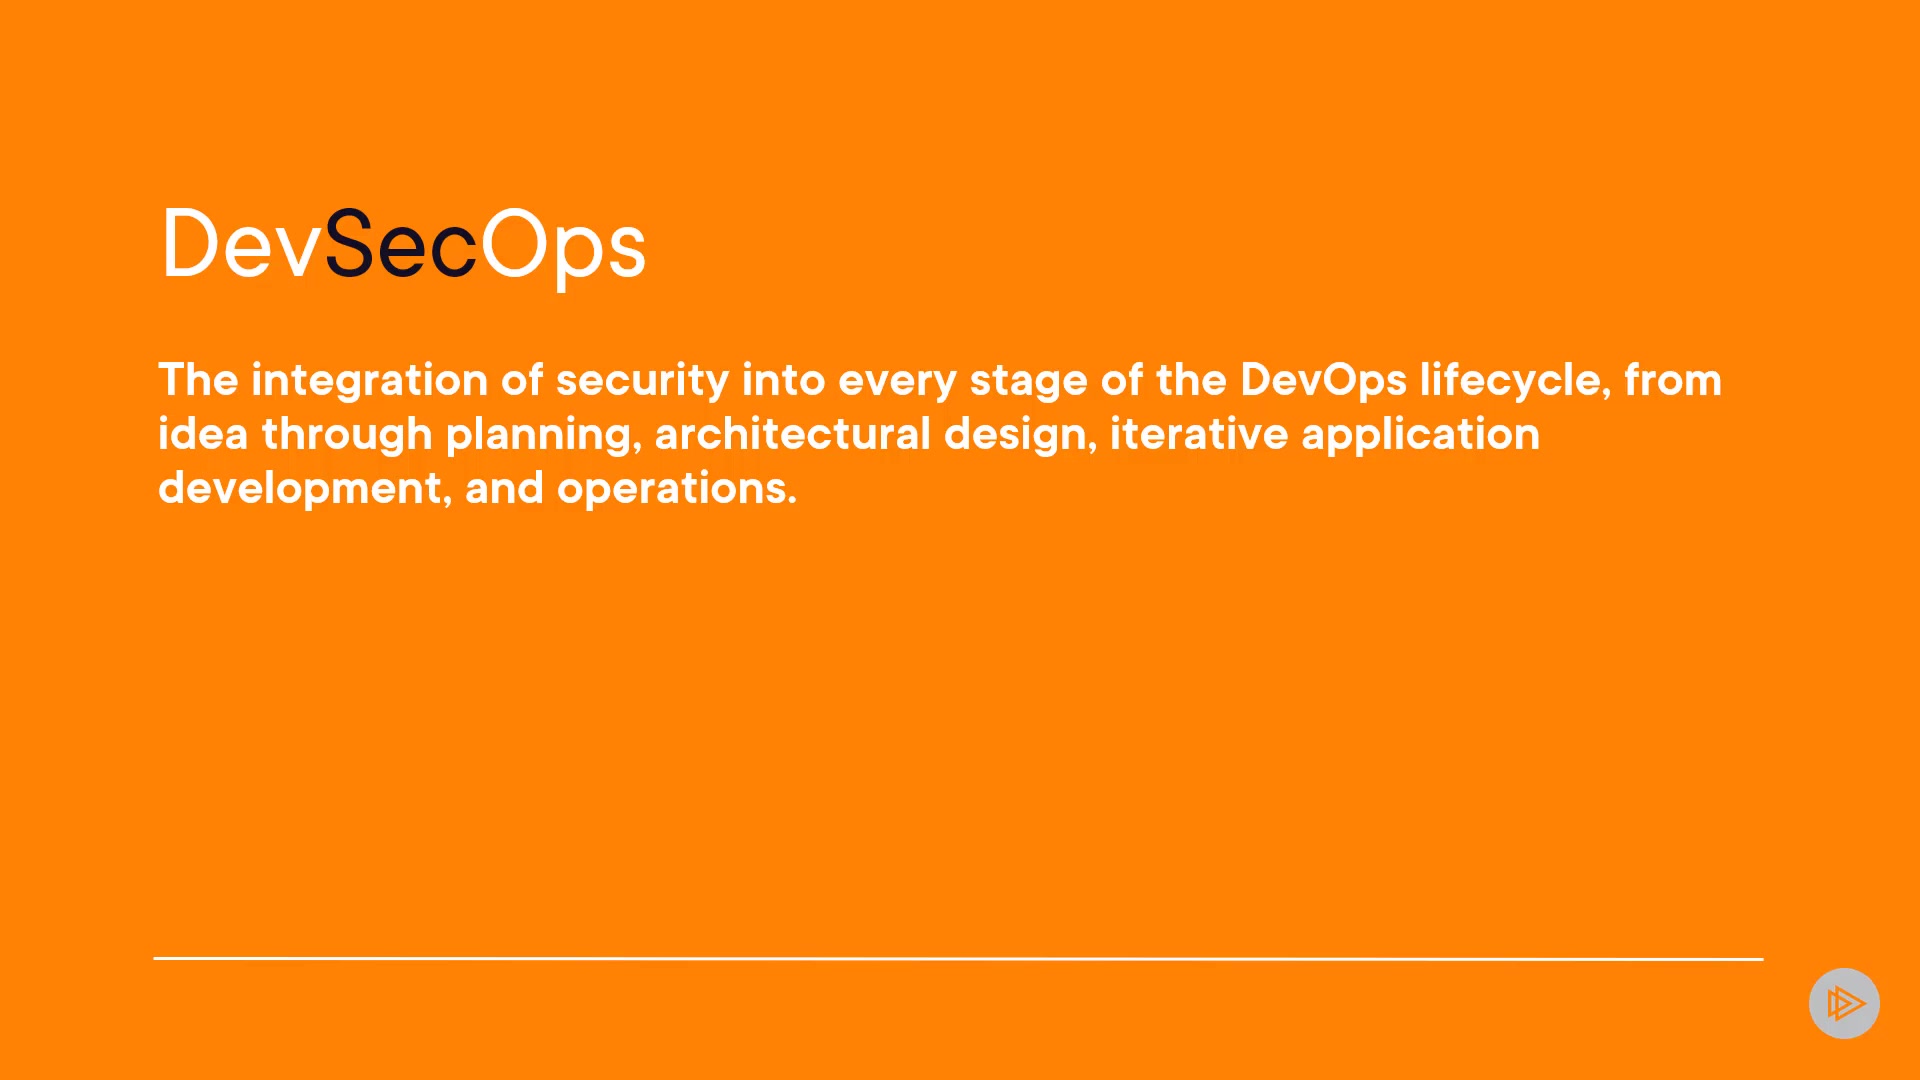 DevSecOps
The integration of security into every stage of the DevOps lifecycle, from
idea through planning, architectural design, iterative application
development, and operations.